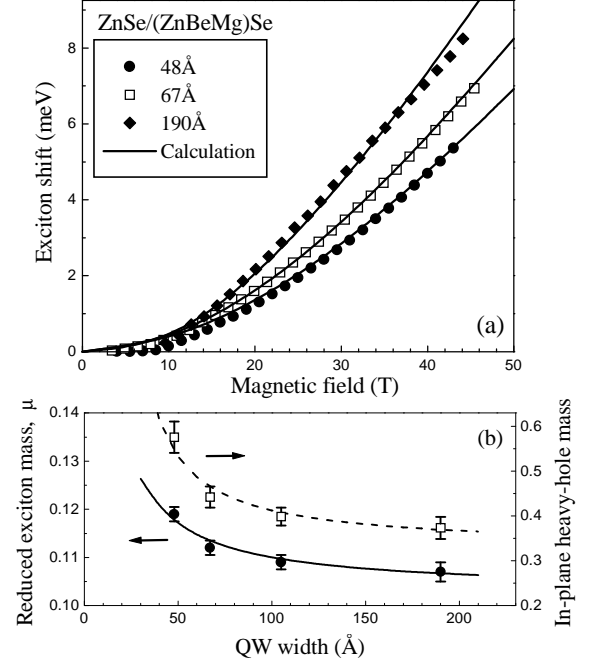 ZnSe/(ZnBeMg)Se
48Å
67Å
190Å
Calculation
Exciton shift (meV)
8
6
4
2
0
(a)
0 10 20 30 40 50
Magnetic field (T)
Reduced exciton mass, μ
0.14
0.13
0.12
0.11
0.10
(b)
0.6
0.5
0.4
0.3
0.2
In-plane heavy-hole mass
0 50 100 150 200
QW width (Å)